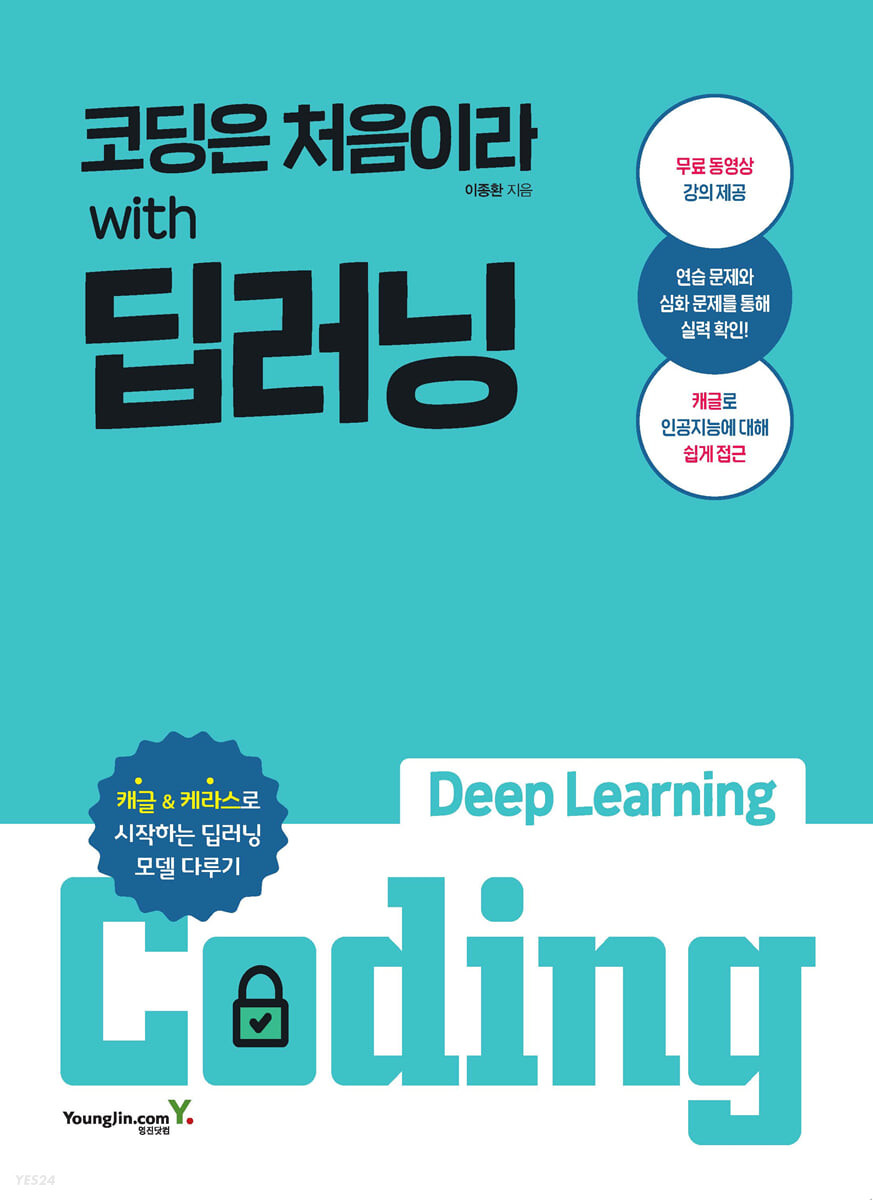 코딩은 처음이라
이종환 지음
with
딥러닝
무료 동영상
강의 제공
연습 문제와
심화 문제를 통해
실력 확인!
캐글로
인공지능에 대해
쉽게 접근
캐글 & 케라스로
시작하는 딥러닝
모델 다루기
Deep Learning
Coding
YoungJin.com Y.
영진닷컴
YES24